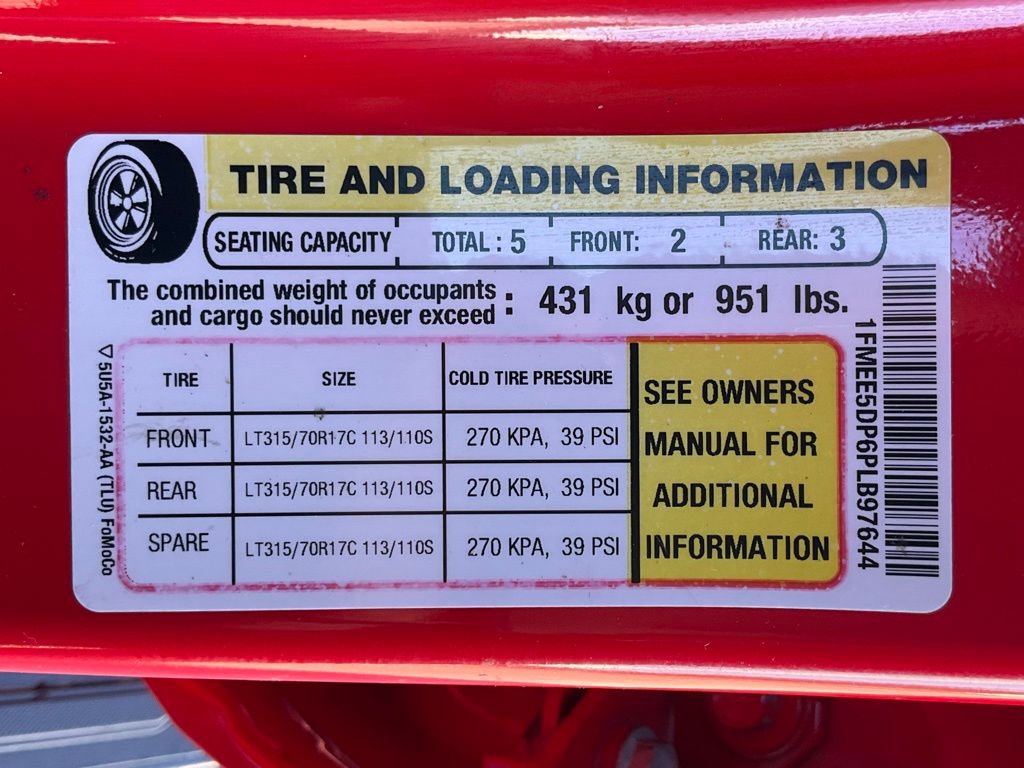 TIRE AND LOADING INFORMATION
SEATING CAPACITY TOTAL : 5 FRONT: 2 REAR: 3
The combined weight of occupants
and cargo should never exceed : 431 kg or 951 lbs.
TIRE SIZE COLD TIRE PRESSURE
FRONT LT315/70R17C 113/110S 270 KPA, 39 PSI
REAR LT315/70R17C 113/110S 270 KPA, 39 PSI
SPARE LT315/70R17C 113/110S 270 KPA, 39 PSI
SEE OWNERS
MANUAL FOR
ADDITIONAL
INFORMATION
5U5A-1532-AA (TLU) FoMoCo
1FMEE5DP6PLB97644